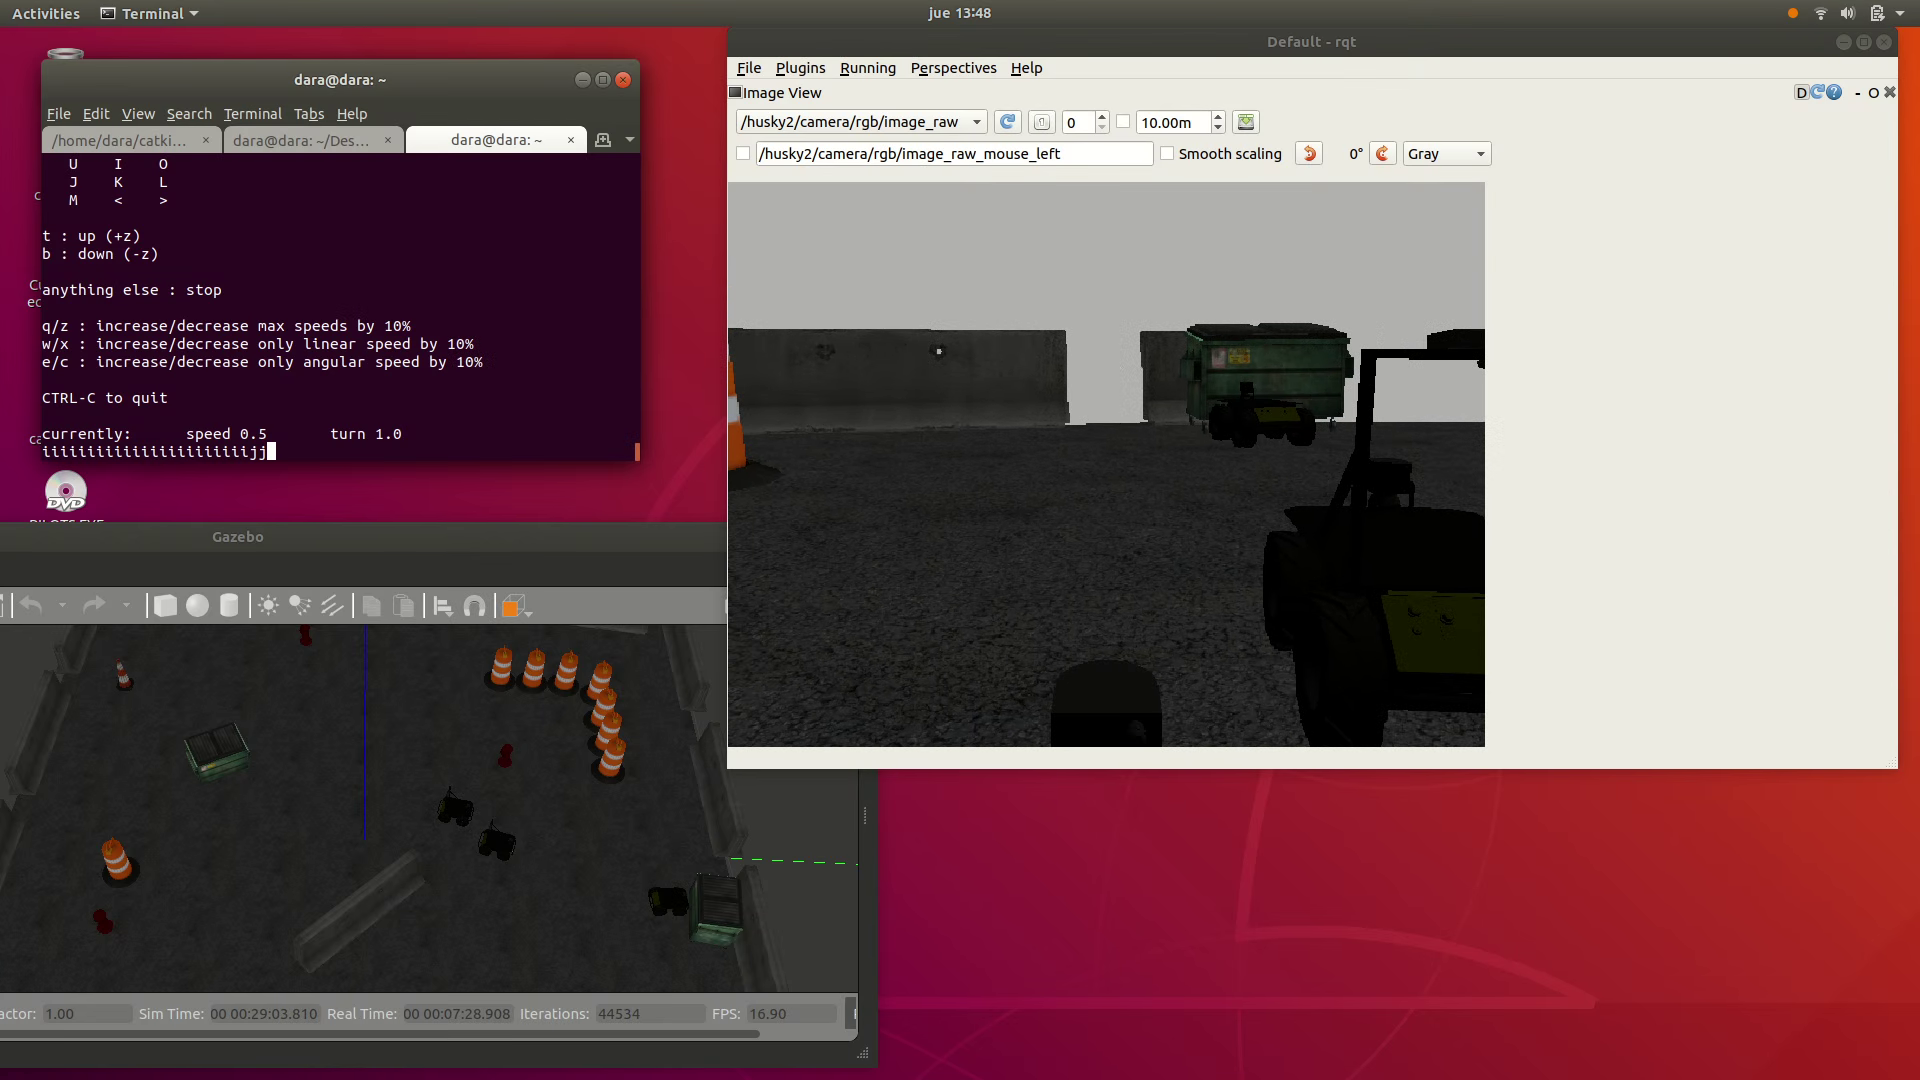 Activities
Terminal
jue 13:48
dara@dara: ~
File Edit View Search Terminal Tabs Help
/home/dara/catki… ×
dara@dara: ~/Des… ×
dara@dara: ~ ×
U I O
J K L
M < >
t : up (+z)
b : down (-z)
anything else : stop
q/z : increase/decrease max speeds by 10%
w/x : increase/decrease only linear speed by 10%
e/c : increase/decrease only angular speed by 10%
CTRL-C to quit
currently: speed 0.5 turn 1.0
iiiiiiiiiiiiiiiiiiiiiiijj
DVD
Default - rqt
File Plugins Running Perspectives Help
Image View
D
- O
/husky2/camera/rgb/image_raw
0
10.00m
/husky2/camera/rgb/image_raw_mouse_left
Smooth scaling
0°
Gray
Gazebo
actor: 1.00
Sim Time: 00 00:29:03.810
Real Time: 00 00:07:28.908
Iterations: 44534
FPS: 16.90